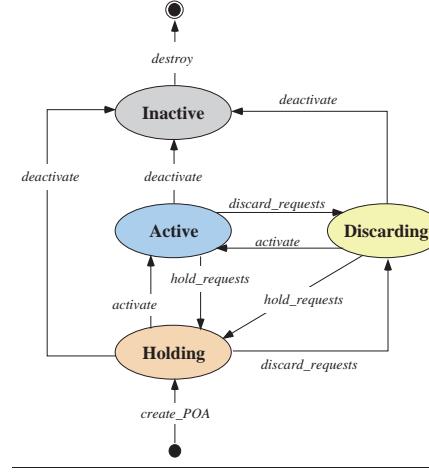 destroy
Inactive
deactivate
deactivate
deactivate
discard_requests
Active
Discarding
activate
hold_requests
activate
hold_requests
Holding
discard_requests
create_POA